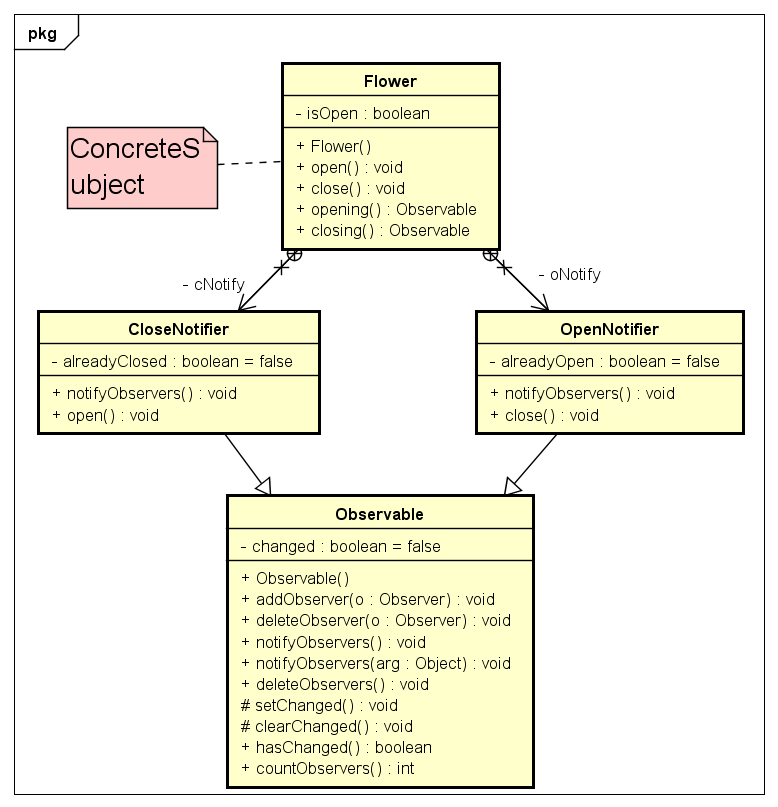 pkg
Flower
- isOpen : boolean
+ Flower()
+ open() : void
+ close() : void
+ opening() : Observable
+ closing() : Observable
ConcreteS
ubject
- cNotify
- oNotify
CloseNotifier
- alreadyClosed : boolean = false
+ notifyObservers() : void
+ open() : void
OpenNotifier
- alreadyOpen : boolean = false
+ notifyObservers() : void
+ close() : void
Observable
- changed : boolean = false
+ Observable()
+ addObserver(o : Observer) : void
+ deleteObserver(o : Observer) : void
+ notifyObservers() : void
+ notifyObservers(arg : Object) : void
+ deleteObservers() : void
# setChanged() : void
# clearChanged() : void
+ hasChanged() : boolean
+ countObservers() : int